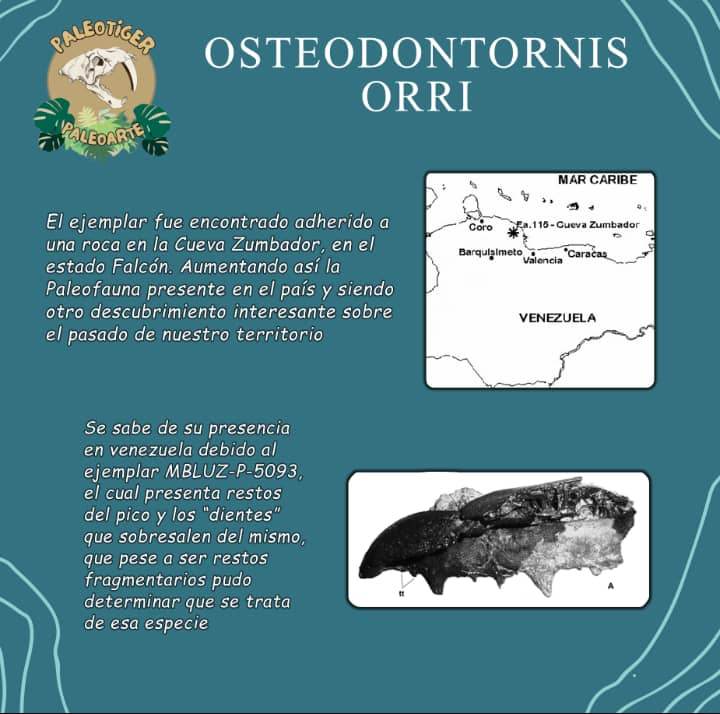 PALEOTIGER
PALEOARTE
OSTEODONTORNIS
ORRI
El ejemplar fue encontrado adherido a
una roca en la Cueva Zumbador, en el
estado Falcón. Aumentando así la
Paleofauna presente en el país y siendo
otro descubrimiento interesante sobre
el pasado de nuestro territorio
MAR CARIBE
Coro
Fa.115 - Cueva Zumbador
Barquisimeto
Valencia
Caracas
VENEZUELA
Se sabe de su presencia
en venezuela debido al
ejemplar MBLUZ-P-5093,
el cual presenta restos
del pico y los "dientes"
que sobresalen del mismo,
que pese a ser restos
fragmentarios pudo
determinar que se trata
de esa especie
tt
A